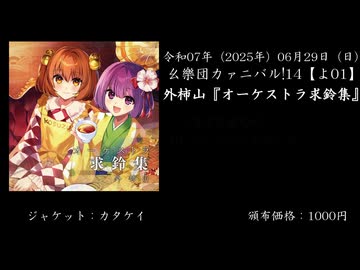 令和07年（2025年）06月29日（日）
幺樂団カァニバル!14【よ01】
外柿山『オーケストラ求鈴集』
求鈴集
ジャケット：カタケイ
頒布価格：1000円